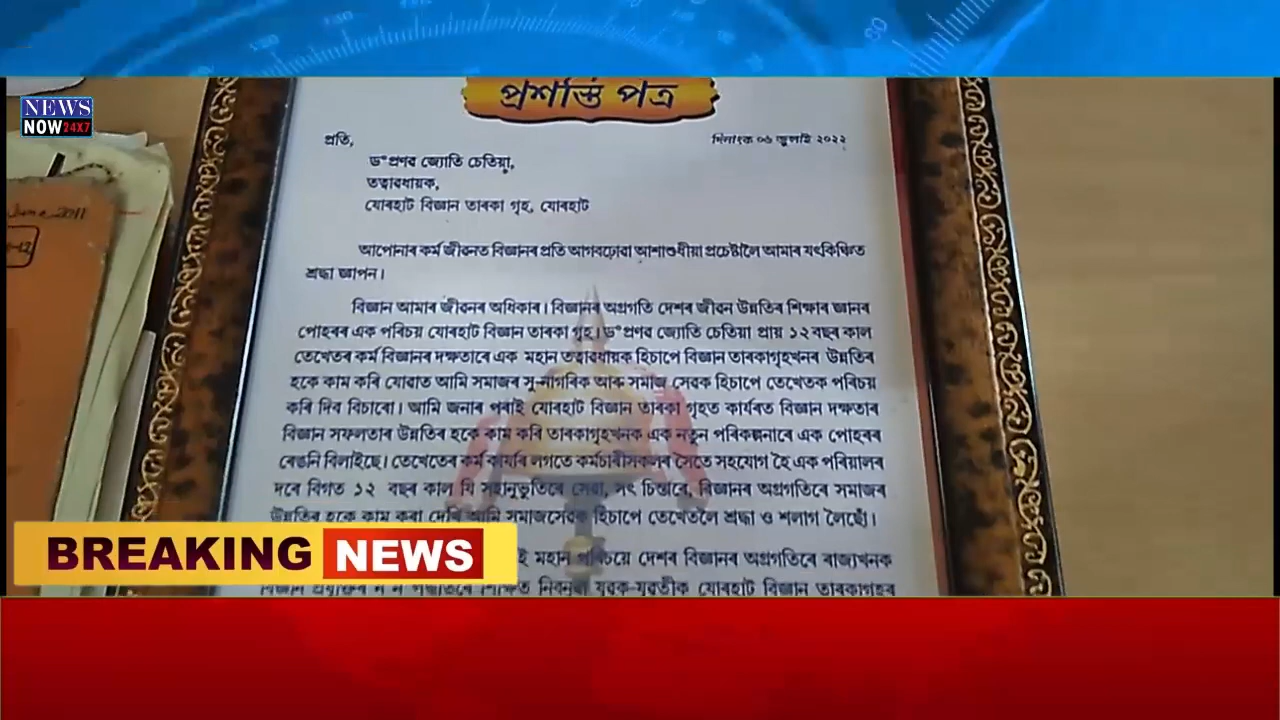 NEWS
NOW 24X7
প্ৰশস্তি পত্ৰ
প্ৰতি,
দিনাংক ০৬ জুলাই ২০২২
ড°প্ৰণৱ জ্যোতি চেতিয়া,
তত্বাৱধায়ক,
যোৰহাট বিজ্ঞান তাৰকা গৃহ, যোৰহাট
আপোনাৰ কৰ্ম জীৱনত বিজ্ঞানৰ প্ৰতি আগবঢ়োৱা আশাশুধীয়া প্ৰচেষ্টালৈ আমাৰ যৎকিঞ্চিত
শ্ৰদ্ধা জ্ঞাপন।
বিজ্ঞান আমাৰ জীৱনৰ অধিকাৰ। বিজ্ঞানৰ অগ্ৰগতি দেশৰ জীৱন উন্নতিৰ শিক্ষাৰ জ্ঞানৰ
পোহৰৰ এক পৰিচয় যোৰহাট বিজ্ঞান তাৰকা গৃহ। ড°প্ৰণৱ জ্যোতি চেতিয়া প্ৰায় ১২ বছৰ কাল
তেখেতৰ কৰ্ম বিজ্ঞানৰ দক্ষতাৰে এক মহান তত্বাৱধায়ক হিচাপে বিজ্ঞান তাৰকাগৃহখনৰ উন্নতিৰ
হকে কাম কৰি যোৱাত আমি সমাজৰ সু-নাগৰিক আৰু সমাজ সেৱক হিচাপে তেখেতক পৰিচয়
কৰি দিব বিচাৰো। আমি জনাৰ পৰাই যোৰহাট বিজ্ঞান তাৰকা গৃহত কাৰ্যৰত বিজ্ঞান দক্ষতাৰ
বিজ্ঞান সফলতাৰ উন্নতিৰ হকে কাম কৰি তাৰকাগৃহখনক এক নতুন পৰিকল্পনাৰে এক পোহৰৰ
ৰেঙনি বিলাইছে। তেখেতৰ কৰ্ম কাৰ্যৰ লগতে কৰ্মচাৰীসকলৰ সৈতে সহযোগ হৈ এক পৰিয়ালৰ
দৰে বিগত ১২ বছৰ কাল যি সহানুভুতিৰে সেৱা, সৎ চিন্তাৰে, বিজ্ঞানৰ অগ্ৰগতিৰে সমাজৰ
উন্নতিৰ হকে কাম কৰা দেখি আমি সমাজসেৱক হিচাপে তেখেতলৈ শ্ৰদ্ধা ও শলাগ লৈছোঁ।
BREAKING NEWS
মহান পৰিচয়ে দেশৰ বিজ্ঞানৰ অগ্ৰগতিৰে ৰাজ্যখনক
শিক্ষিত নিবনুৱা যুৱক-যুৱতীক যোৰহাট বিজ্ঞান তাৰকাগৃহৰ